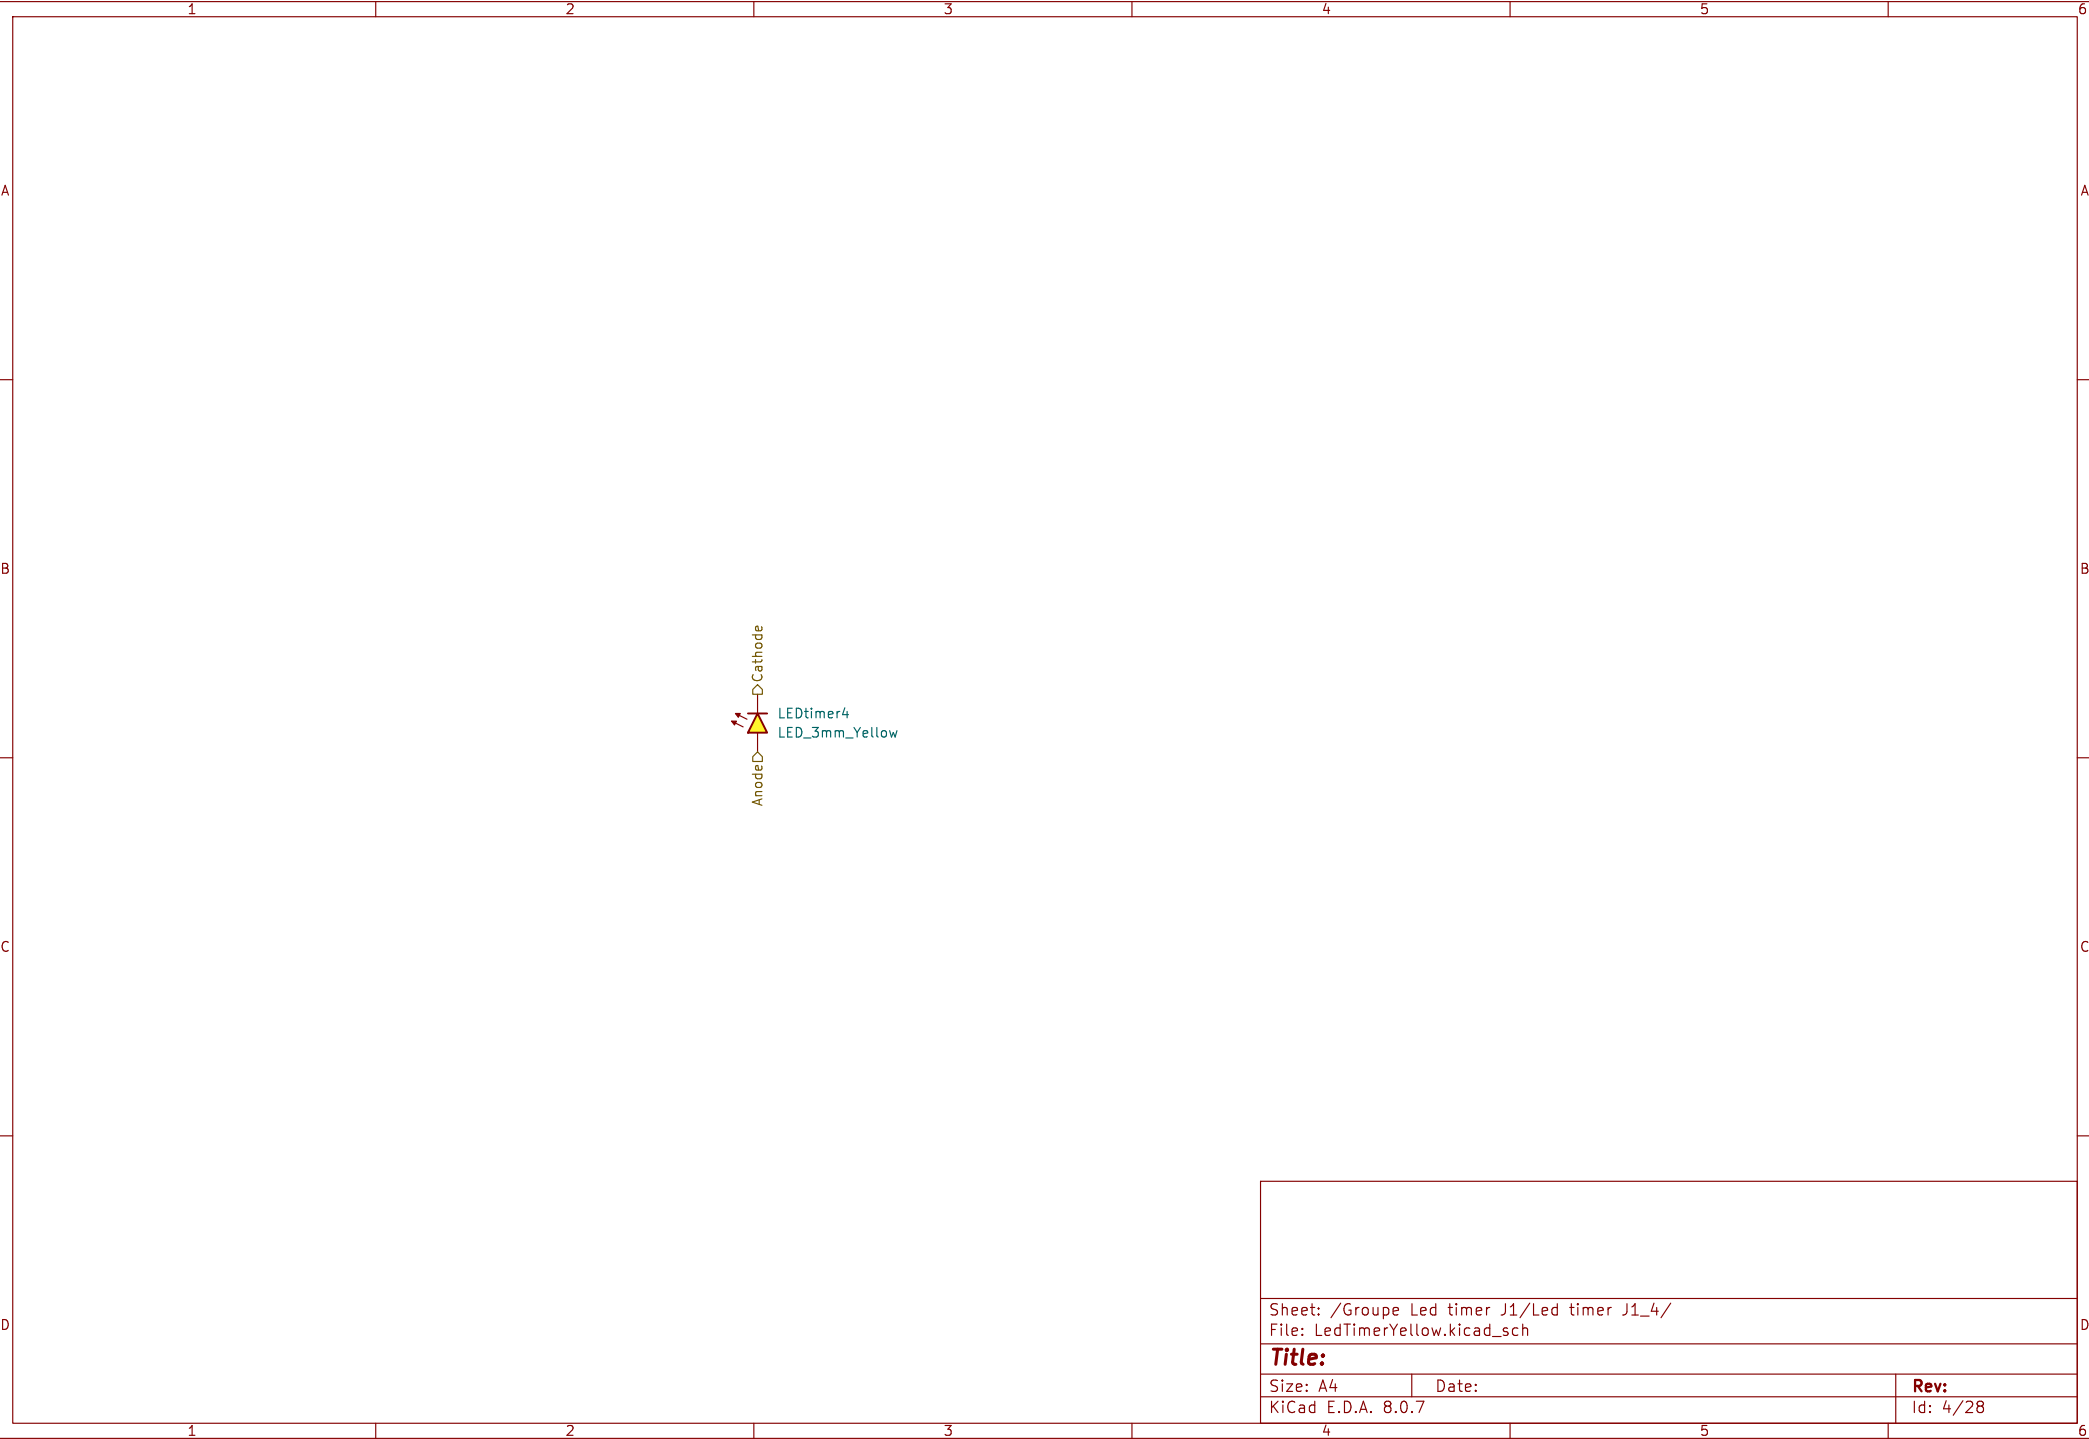 1 2 3 4 5 6
A A
B B
Cathode
LEDtimer4
LED_3mm_Yellow
Anode
C C
Sheet: /Groupe Led timer J1/Led timer J1_4/
File: LedTimerYellow.kicad_sch
D D
Title:
Size: A4 Date: Rev:
KiCad E.D.A. 8.0.7 Id: 4/28
1 2 3 4 5 6